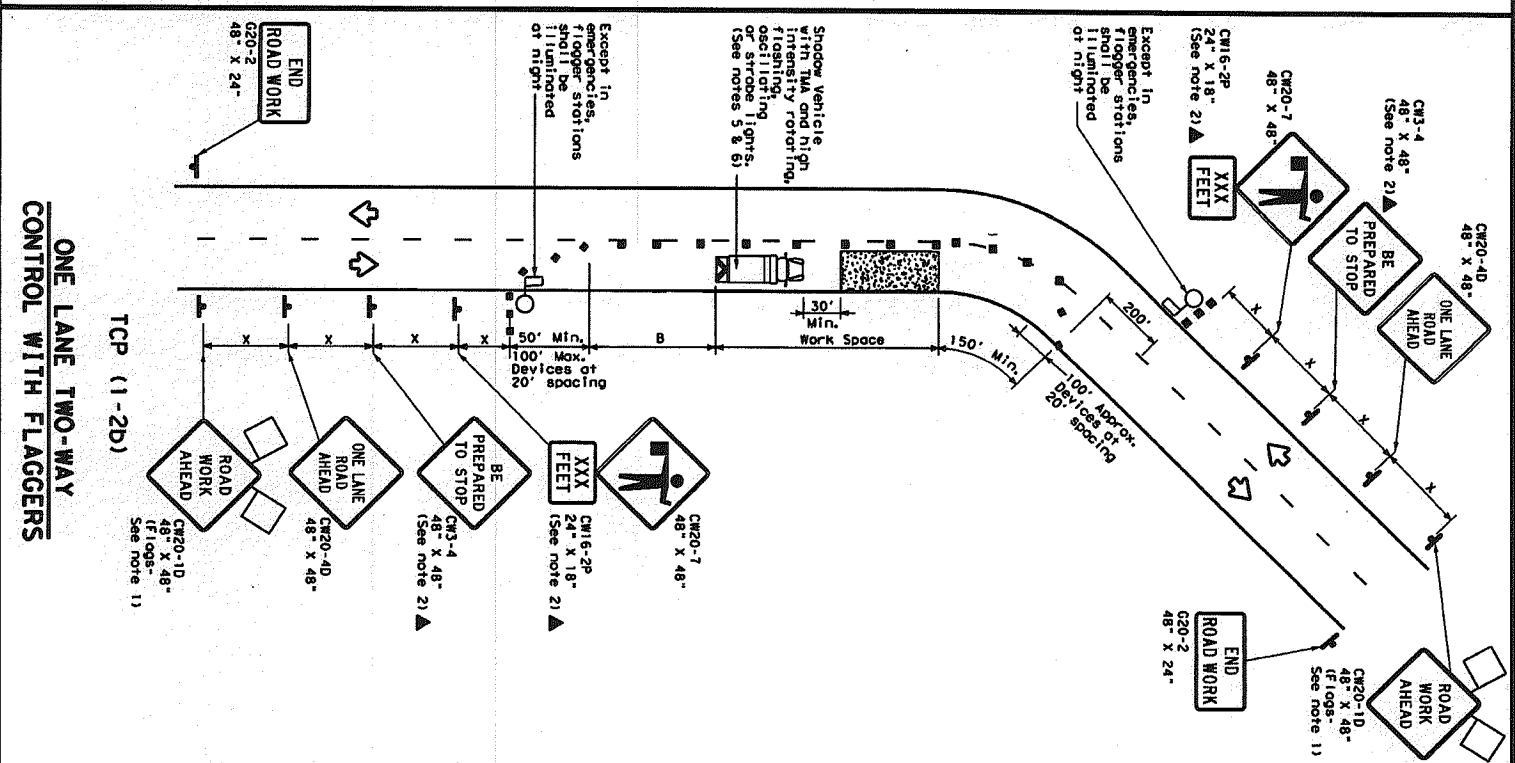 CW20-4D
48" X 48"
ONE LANE
ROAD
AHEAD
CW3-4
48" X 48"
(See note 2)
BE
PREPARED
TO STOP
CW20-7
48" X 48"
CW16-2P
24" X 18"
(See note 2)
XXX
FEET
Except in
emergencies,
flagger stations
shall be
illuminated
at night
CW20-1D
48" X 48"
(Flags-
See note 1)
ROAD
WORK
AHEAD
END
ROAD WORK
G20-2
48" X 24"
X
X
X
200'
100' Approx.
Devices at
20' spacing
150' Min.
Work Space
30'
Min.
B
Shadow Vehicle
with TMA and high
intensity rotating,
flashing,
oscillating
or strobe lights.
(See notes 5 & 6)
50' Min.
100' Max.
Devices at
20' spacing
Except in
emergencies,
flagger stations
shall be
illuminated
at night
X
X
X
X
END
ROAD WORK
G20-2
48" X 24"
CW20-7
48" X 48"
XXX
FEET
CW16-2P
24" X 18"
(See note 2)
BE
PREPARED
TO STOP
CW3-4
48" X 48"
(See note 2)
ONE LANE
ROAD
AHEAD
CW20-4D
48" X 48"
ROAD
WORK
AHEAD
CW20-1D
48" X 48"
(Flags-
See note 1)
TCP (1-2b)
ONE LANE TWO-WAY
CONTROL WITH FLAGGERS